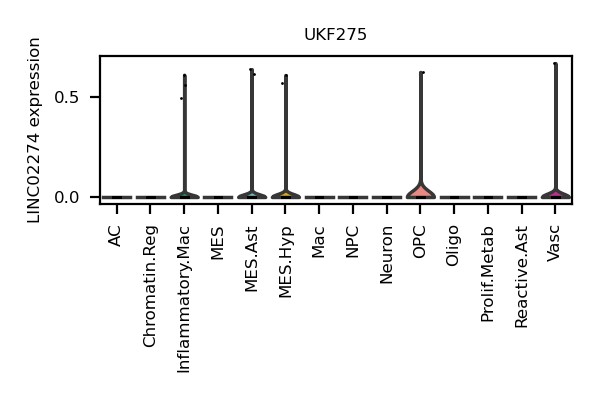 UKF275
LINC02274 expression
0.5
0.0
AC
Chromatin.Reg
Inflammatory.Mac
MES
MES.Ast
MES.Hyp
Mac
NPC
Neuron
OPC
Oligo
Prolif.Metab
Reactive.Ast
Vasc